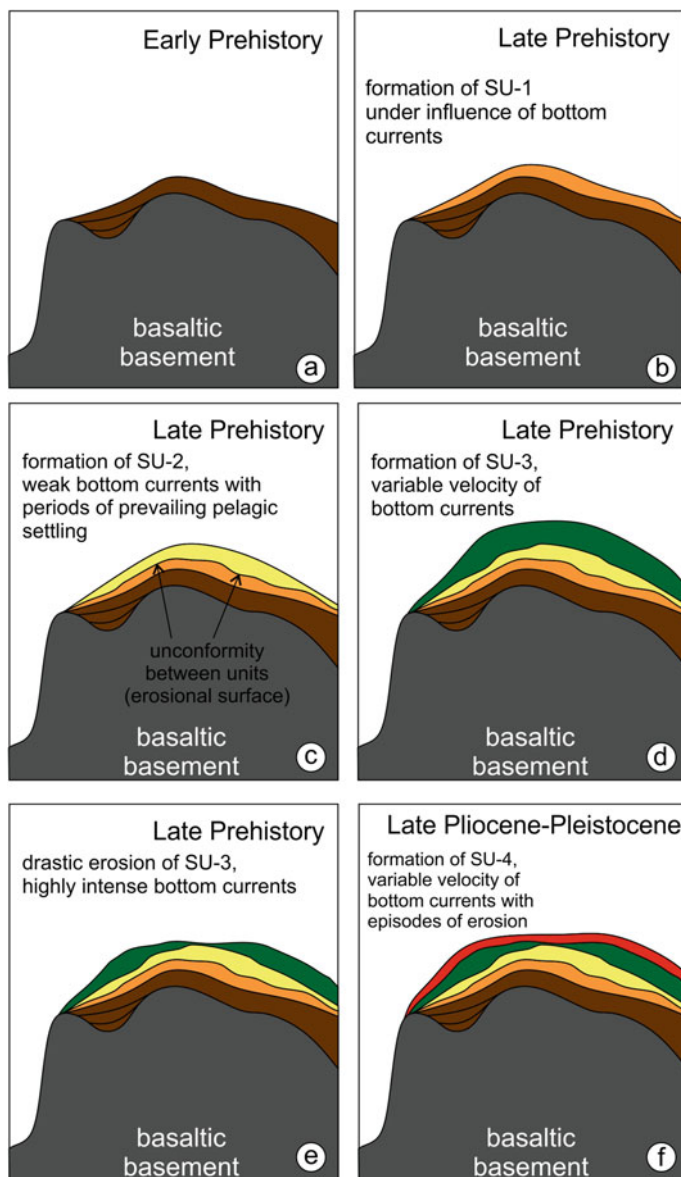 Early Prehistory
basaltic
basement
a
Late Prehistory
formation of SU-1
under influence of bottom
currents
basaltic
basement
b
Late Prehistory
formation of SU-2,
weak bottom currents with
periods of prevailing pelagic
settling
unconformity
between units
(erosional surface)
basaltic
basement
c
Late Prehistory
formation of SU-3,
variable velocity of
bottom currents
basaltic
basement
d
Late Prehistory
drastic erosion of SU-3,
highly intense bottom currents
basaltic
basement
e
Late Pliocene-Pleistocene
formation of SU-4,
variable velocity of
bottom currents with
episodes of erosion
basaltic
basement
f